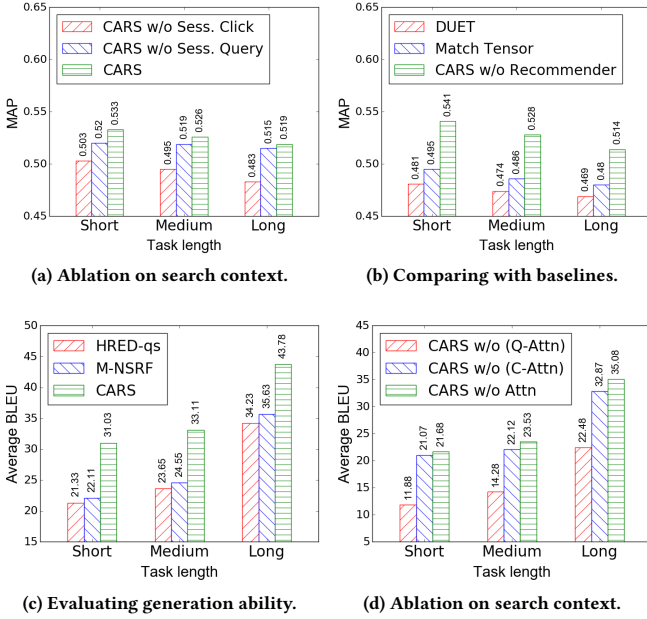 0.65
0.60
0.55
0.50
0.45
MAP
CARS w/o Sess. Click
CARS w/o Sess. Query
CARS
0.503
0.52
0.533
0.495
0.519
0.526
0.483
0.515
0.519
Short
Medium
Long
Task length
(a) Ablation on search context.
0.65
0.60
0.55
0.50
0.45
MAP
DUET
Match Tensor
CARS w/o Recommender
0.481
0.495
0.541
0.474
0.486
0.528
0.469
0.48
0.514
Short
Medium
Long
Task length
(b) Comparing with baselines.
50
45
40
35
30
25
20
15
Average BLEU
HRED-qs
M-NSRF
CARS
21.33
22.11
31.03
23.65
24.55
33.11
34.23
35.63
43.78
Short
Medium
Long
Task length
(c) Evaluating generation ability.
45
40
35
30
25
20
15
10
5
Average BLEU
CARS w/o (Q-Attn)
CARS w/o (C-Attn)
CARS w/o Attn
11.88
21.07
21.68
14.28
22.12
23.53
22.48
32.87
35.08
Short
Medium
Long
Task length
(d) Ablation on search context.